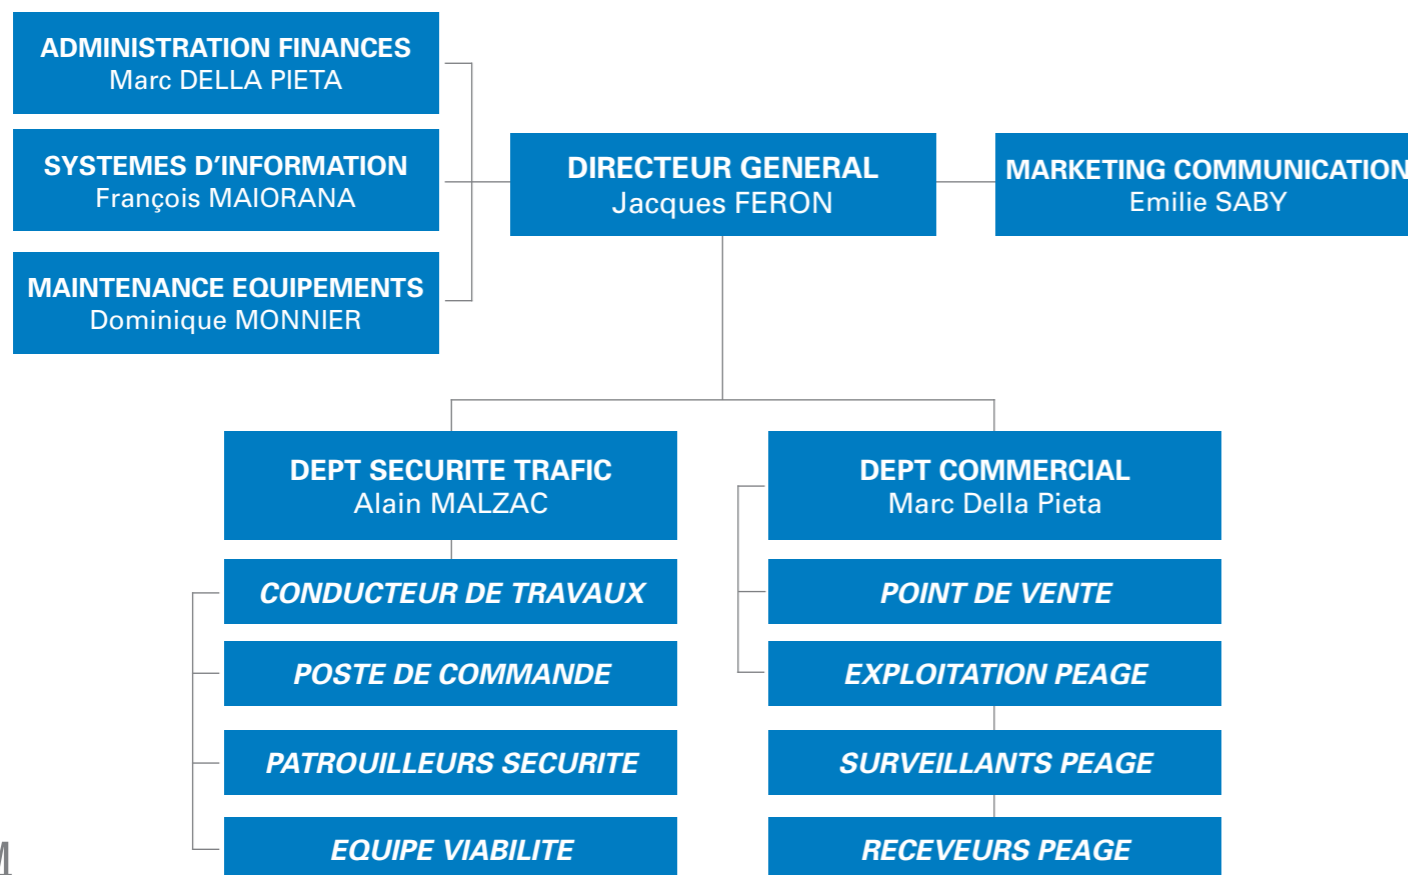 ADMINISTRATION FINANCES
Marc DELLA PIETA
SYSTEMES D’INFORMATION
François MAIORANA
MAINTENANCE EQUIPEMENTS
Dominique MONNIER
DIRECTEUR GENERAL
Jacques FERON
MARKETING COMMUNICATION
Emilie SABY
DEPT SECURITE TRAFIC
Alain MALZAC
CONDUCTEUR DE TRAVAUX
POSTE DE COMMANDE
PATROUILLEURS SECURITE
EQUIPE VIABILITE
DEPT COMMERCIAL
Marc Della Pieta
POINT DE VENTE
EXPLOITATION PEAGE
SURVEILLANTS PEAGE
RECEVEURS PEAGE